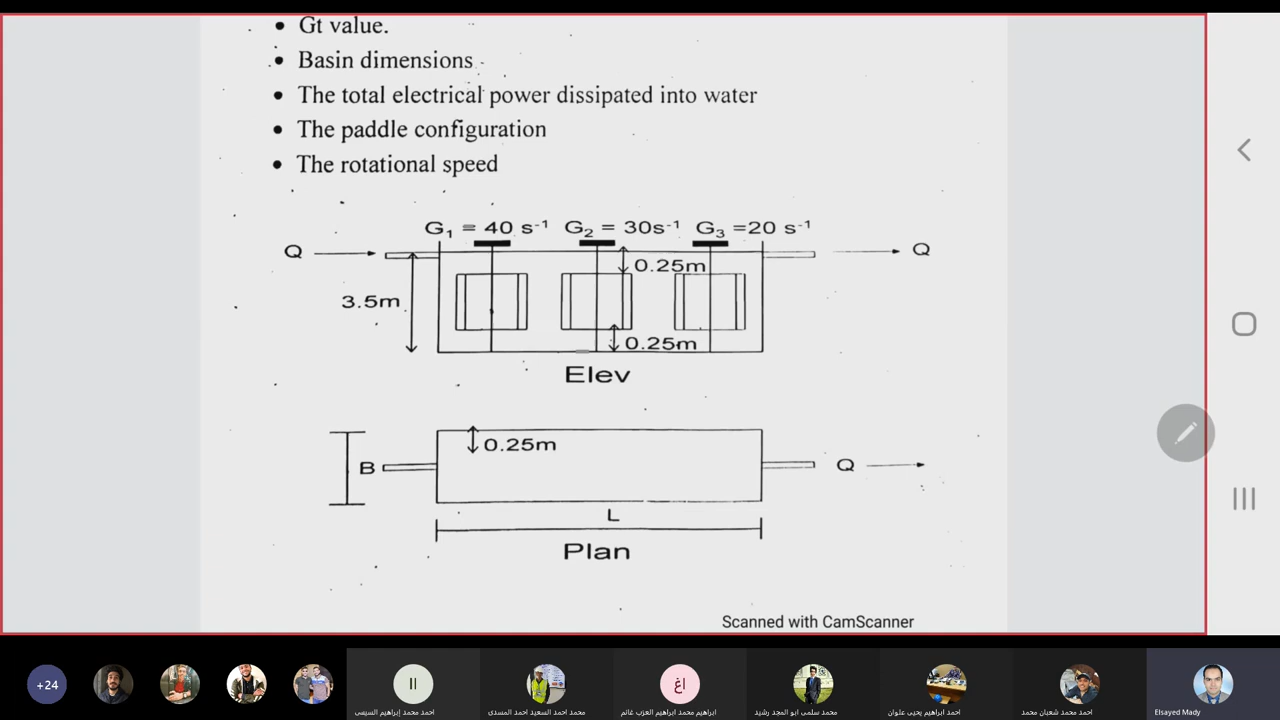 Gt value.
Basin dimensions
The total electrical power dissipated into water
The paddle configuration
The rotational speed
G₁ = 40 s⁻¹ G₂ = 30s⁻¹ G₃ =20 s⁻¹
Q
Q
0.25m
3.5m
0.25m
Elev
0.25m
B
Q
L
Plan
Scanned with CamScanner
+24
II
اغ
احمد محمد إبراهيم السيسى
محمد احمد السعيد احمد المسدى
ابراهيم محمد ابراهيم العزب غانم
محمد سلمى ابو المجد رشيد
احمد ابراهيم يحيى علوان
احمد محمد شعبان محمد
Elsayed Mady